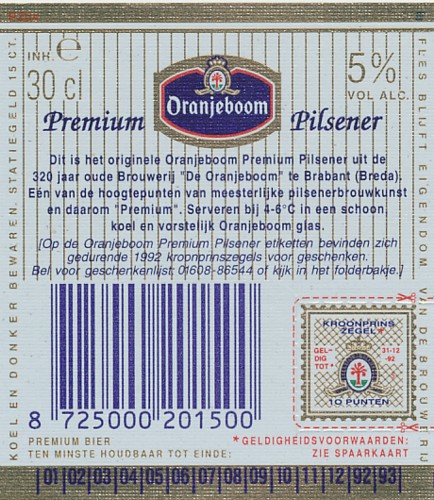 INH. e
30 cl
Oranjeboom
5%
VOL ALC.
Premium Pilsener
Dit is het originele Oranjeboom Premium Pilsener uit de
320 jaar oude Brouwerij "De Oranjeboom" te Brabant (Breda).
Eén van de hoogtepunten van meesterlijke pilsenerbrouwkunst
en daarom "Premium". Serveren bij 4-6°C in een schoon,
koel en vorstelijk Oranjeboom glas.
[Op de Oranjeboom Premium Pilsener etiketten bevinden zich
gedurende 1992 kroonprinszegels voor geschenken.
Bel voor geschenkenlijst: 01608-86544 of kijk in het folderbakje.]
KROONPRINS
ZEGEL*
GEL-
DIG
TOT*
31-12
-92
10 PUNTEN
8 725000 201500
PREMIUM BIER
TEN MINSTE HOUDBAAR TOT EINDE:
*GELDIGHEIDSVOORWAARDEN:
ZIE SPAARKAART
|01|02|03|04|05|06|07|08|09|10|11|12|92|93|
KOEL EN DONKER BEWAREN. STATIEGELD 15 CT.
FLES BLIJFT EIGENDOM VAN DE BROUWERIJ